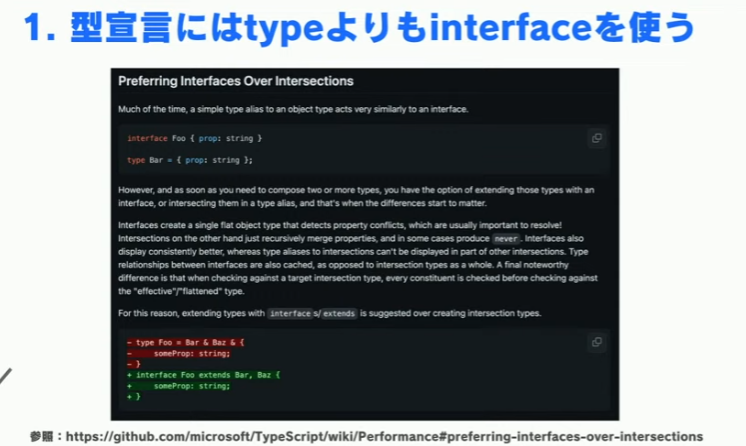 1. 型宣言にはtypeよりもinterfaceを使う
Preferring Interfaces Over Intersections
Much of the time, a simple type alias to an object type acts very similarly to an interface.
interface Foo { prop: string }
type Bar = { prop: string };
However, and as soon as you need to compose two or more types, you have the option of extending those types with an
interface, or intersecting them in a type alias, and that's when the differences start to matter.
Interfaces create a single flat object type that detects property conflicts, which are usually important to resolve!
Intersections on the other hand just recursively merge properties, and in some cases produce never. Interfaces also
display consistently better, whereas type aliases to intersections can't be displayed in part of other intersections. Type
relationships between interfaces are also cached, as opposed to intersection types as a whole. A final noteworthy
difference is that when checking against a target intersection type, every constituent is checked before checking against
the "effective"/"flattened" type.
For this reason, extending types with interface s/ extends is suggested over creating intersection types.
- type Foo = Bar & Baz & {
-     someProp: string;
- }
+ interface Foo extends Bar, Baz {
+     someProp: string;
+ }
参照：https://github.com/microsoft/TypeScript/wiki/Performance#preferring-interfaces-over-intersections